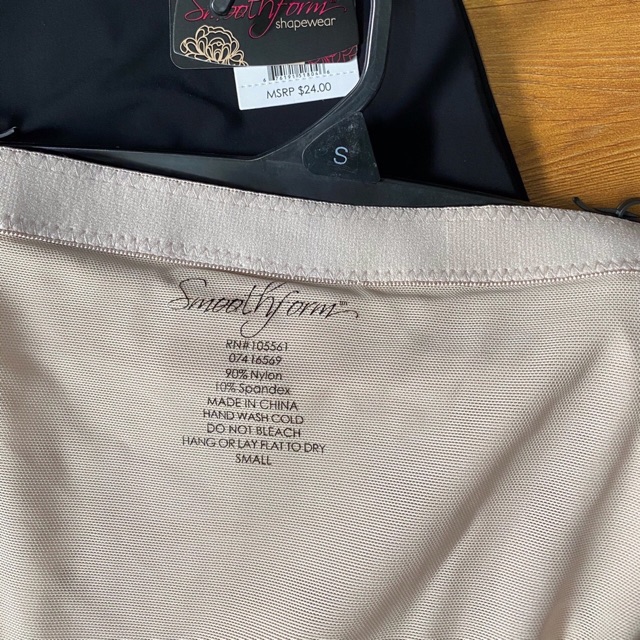 Smoothform
shapewear
MSRP $24.00
S
Smoothform
RN#105561
07416569
90% Nylon
10% Spandex
MADE IN CHINA
HAND WASH COLD
DO NOT BLEACH
HANG OR LAY FLAT TO DRY
SMALL